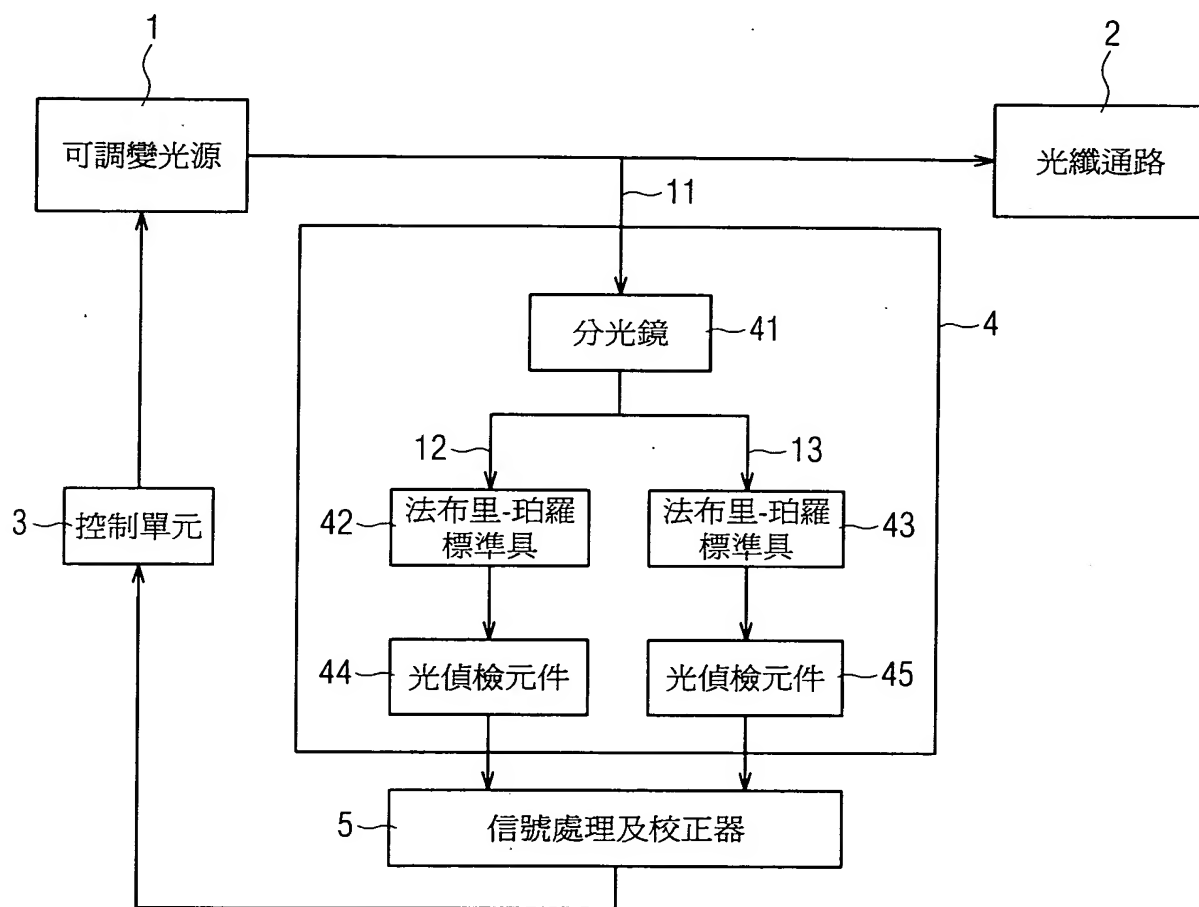 1
2
可調變光源
光纖通路
11
分光鏡
41
4
12
13
3
控制單元
42
法布里-珀羅
標準具
法布里-珀羅
標準具
43
44
光偵檢元件
光偵檢元件
45
5
信號處理及校正器